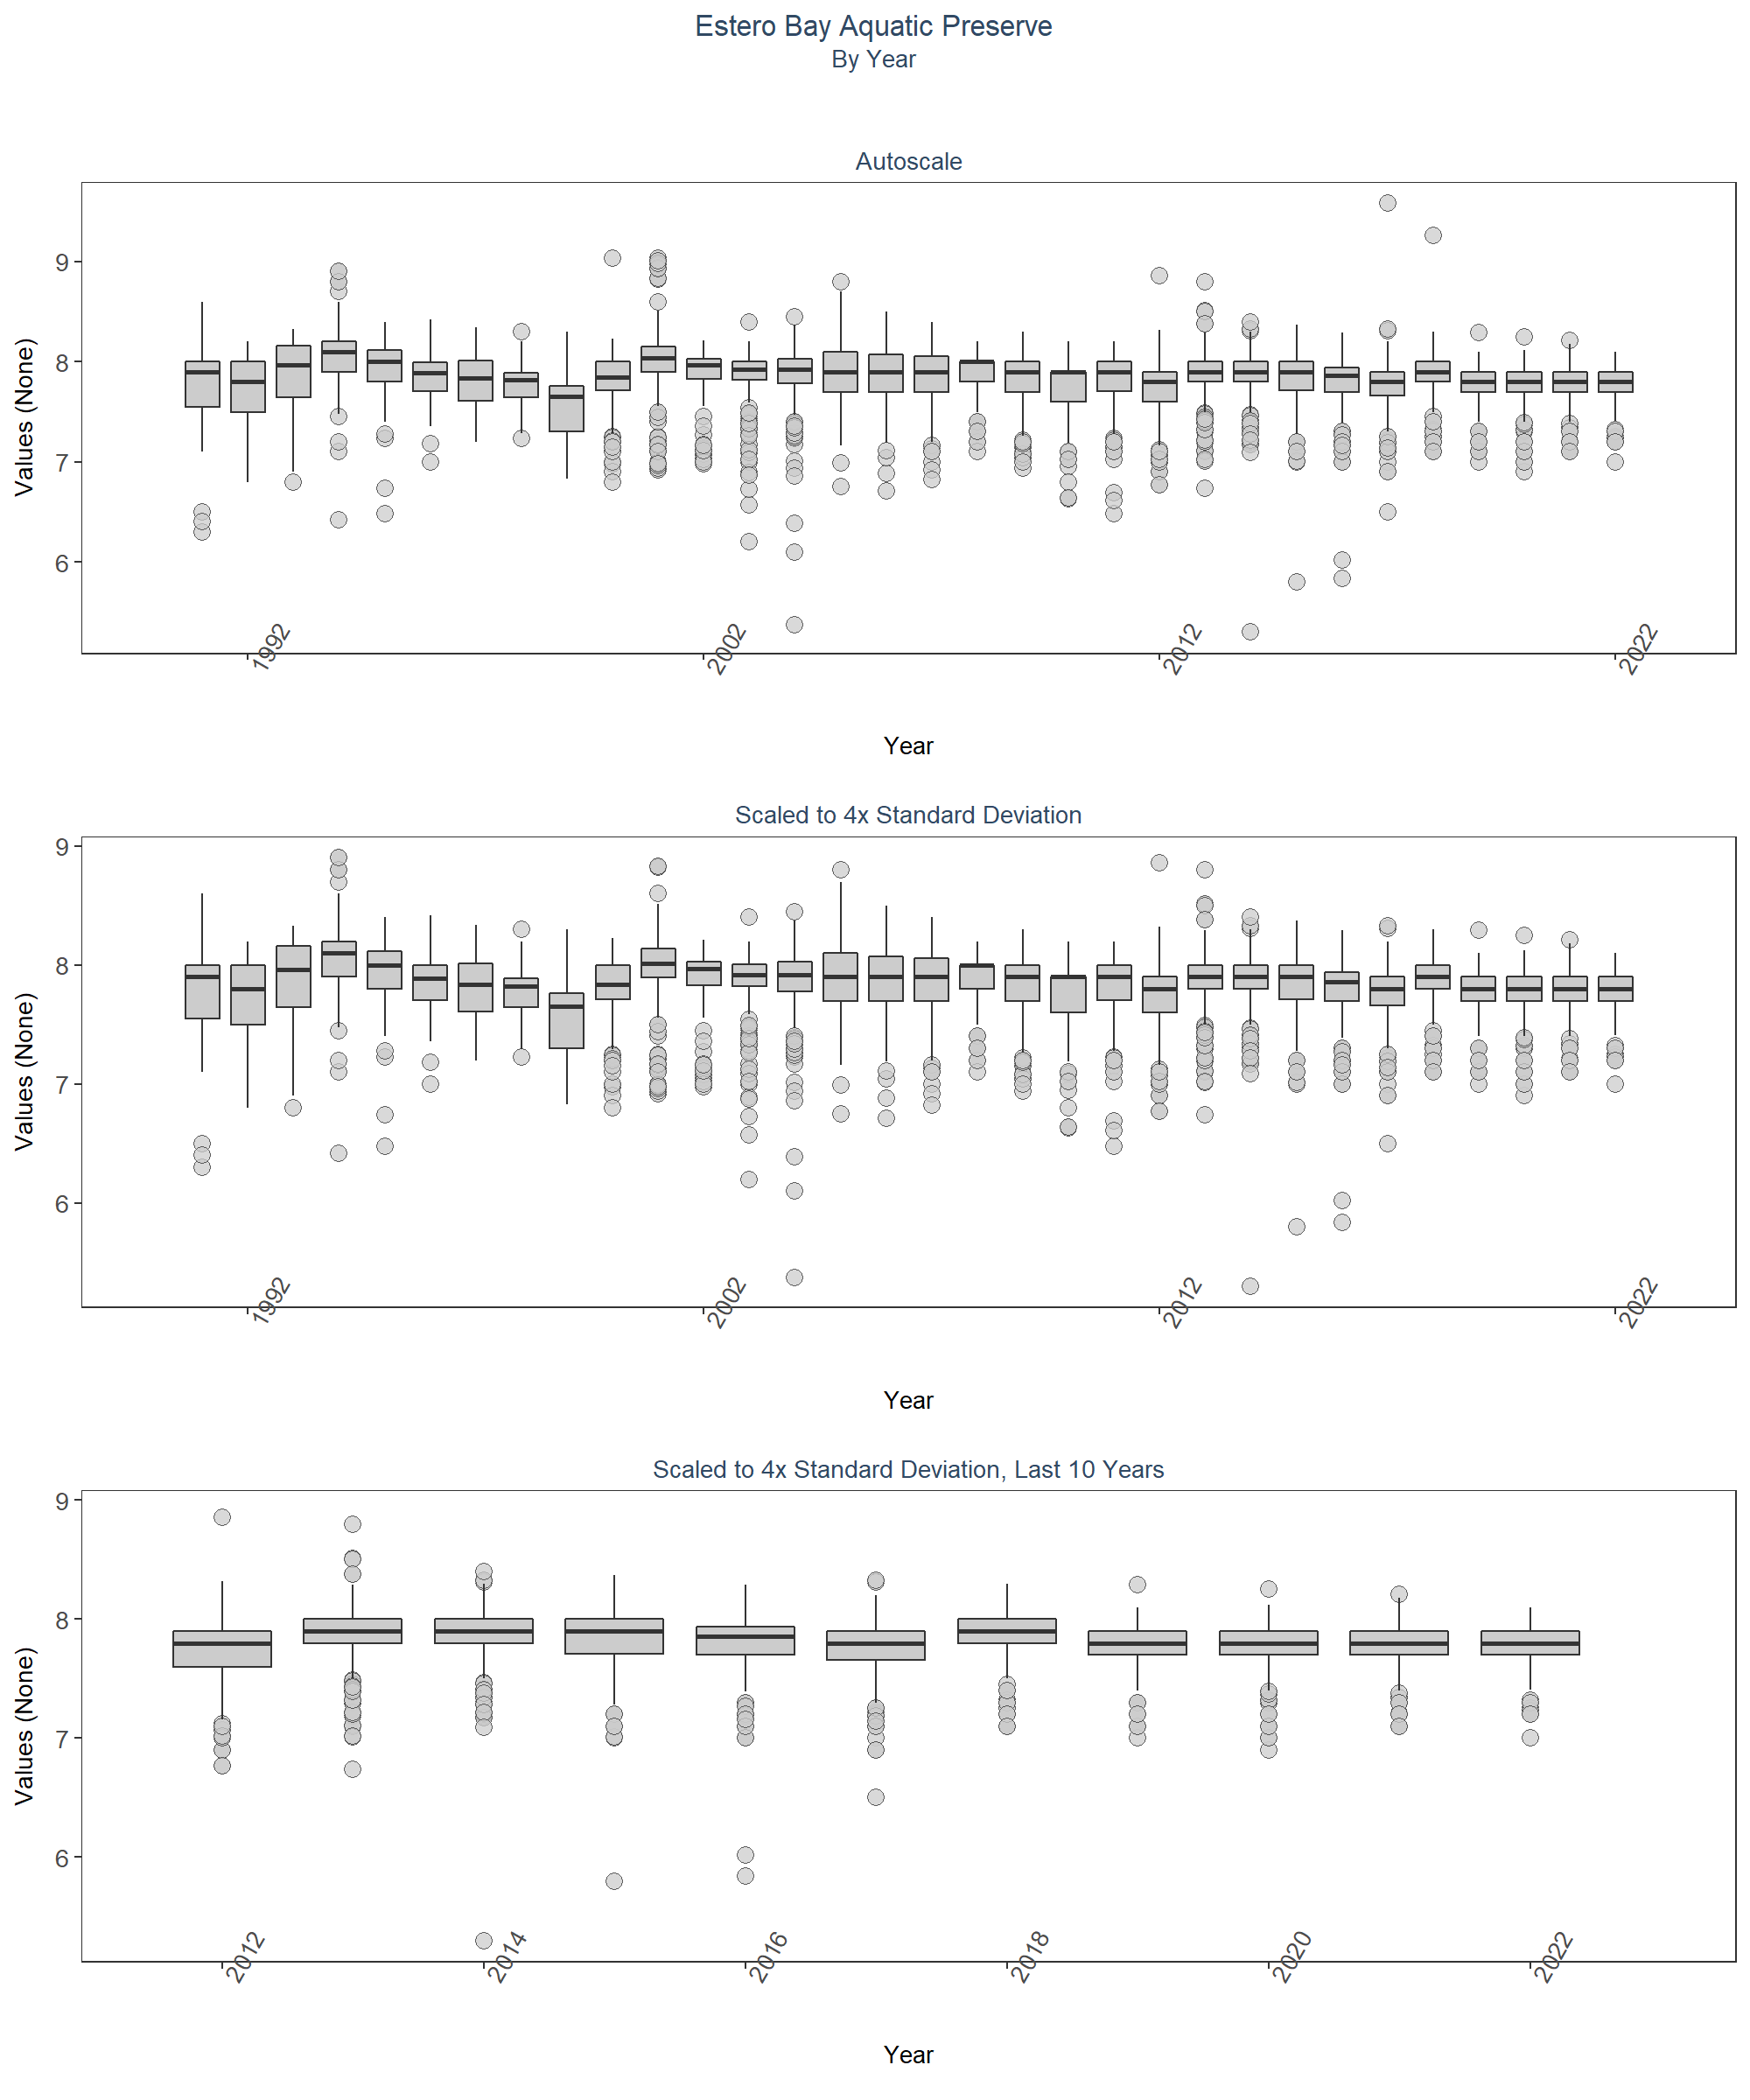 Estero Bay Aquatic Preserve
By Year
Autoscale
Values (None)
9
8
7
6
1992 2002 2012 2022
Year
Scaled to 4x Standard Deviation
Values (None)
9
8
7
6
1992 2002 2012 2022
Year
Scaled to 4x Standard Deviation, Last 10 Years
Values (None)
9
8
7
6
2012 2014 2016 2018 2020 2022
Year